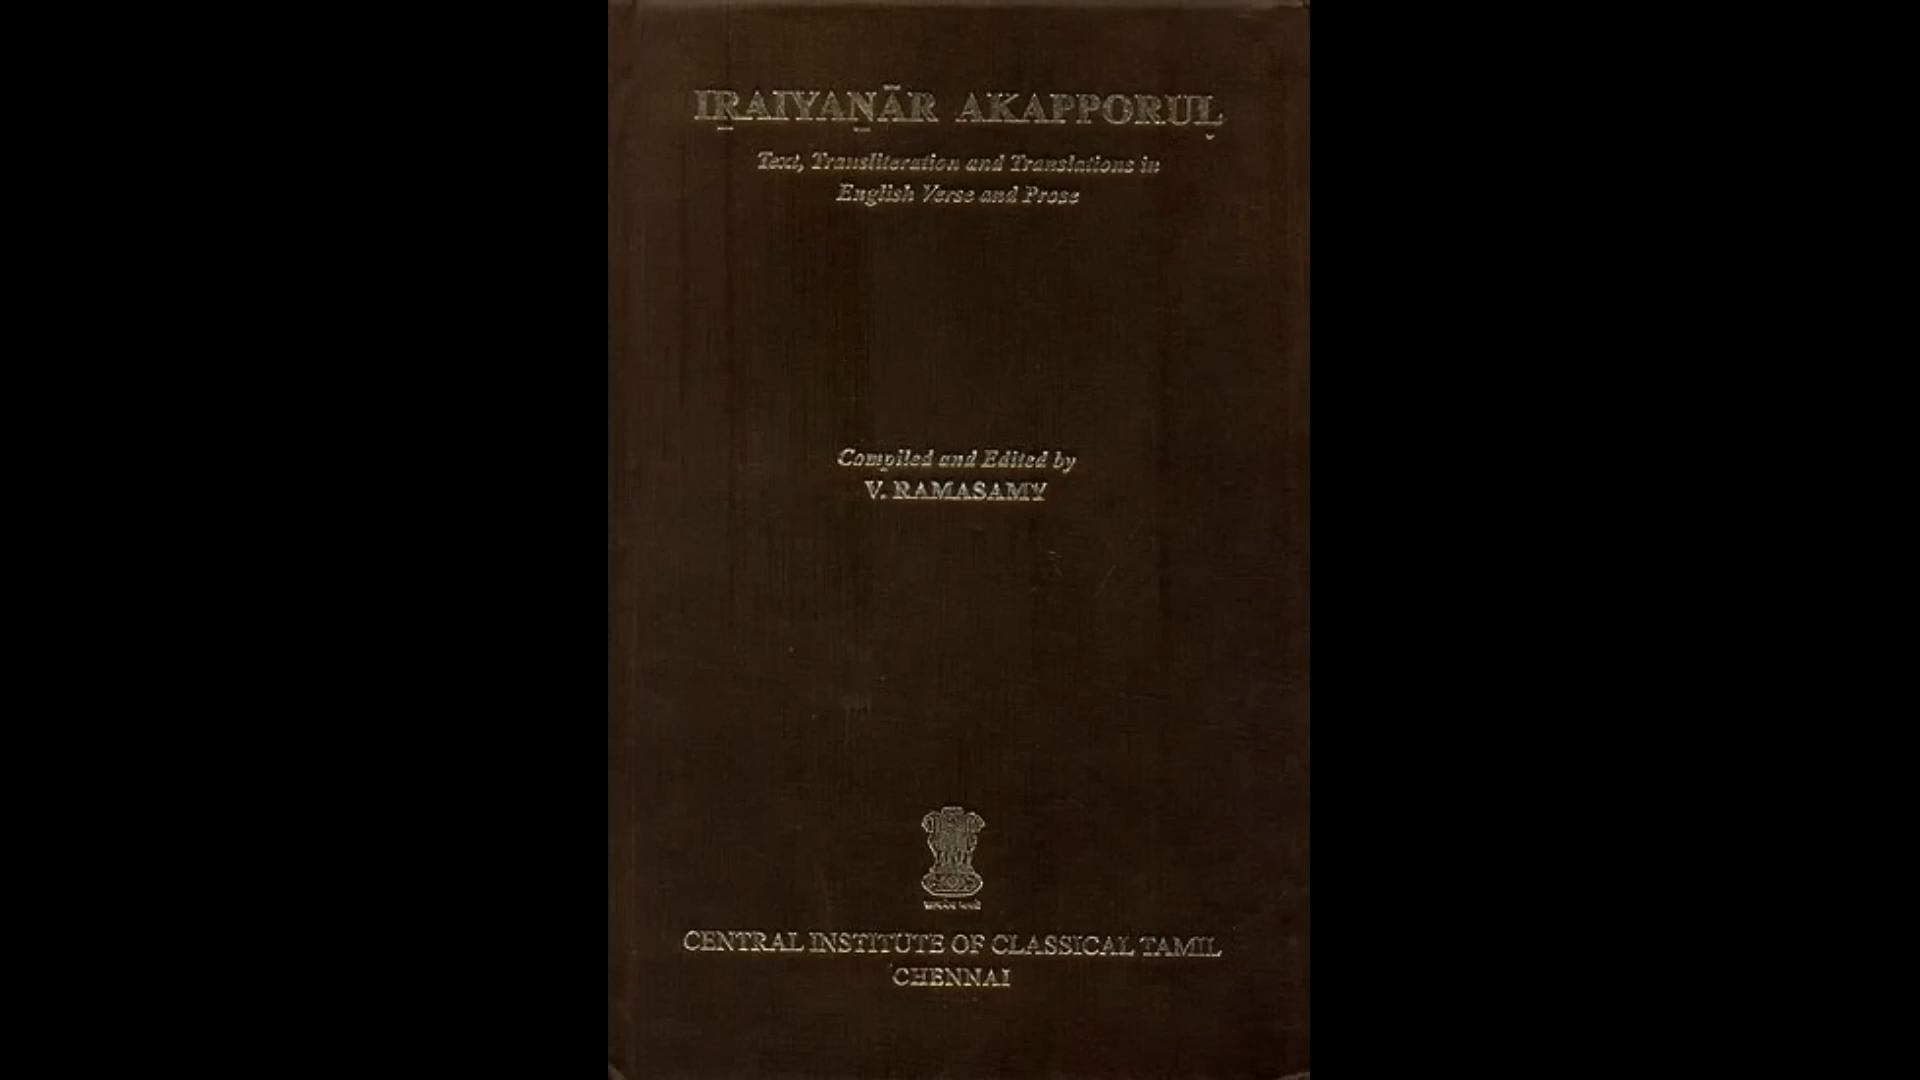 IṞAIYAṈĀR AKAPPORUḶ
Text, Transliteration and Translations in
English Verse and Prose
Compiled and Edited by
V. RAMASAMY
CENTRAL INSTITUTE OF CLASSICAL TAMIL
CHENNAI